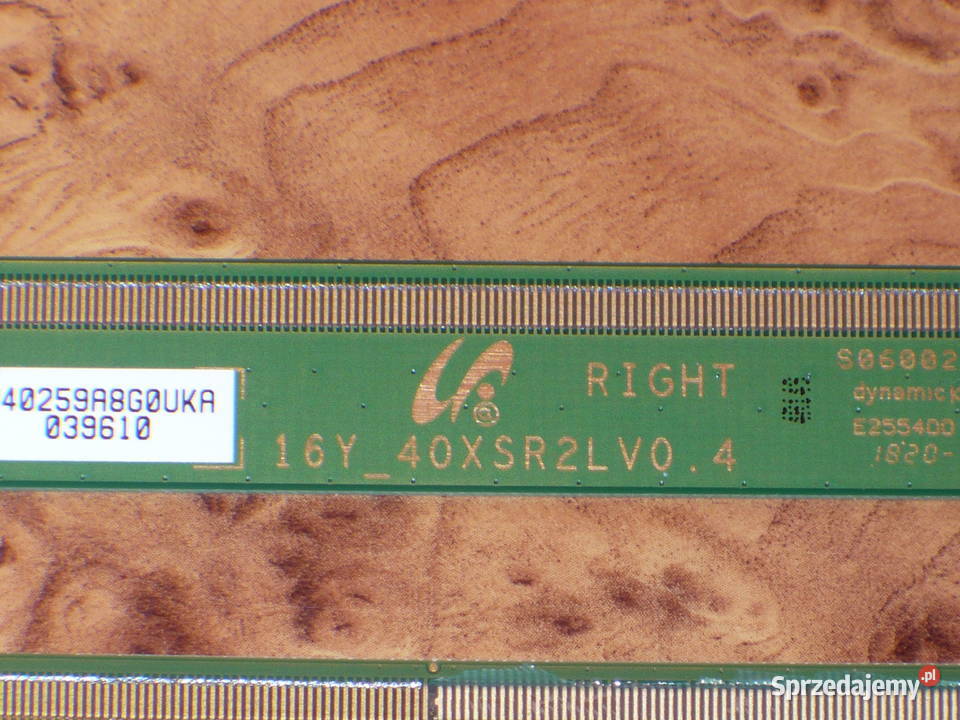 40259A8G0UKA
039610
RIGHT
16Y_40XSR2LV0.4
S06002
dynamic
E255400
1820-
Sprzedajemy.pl